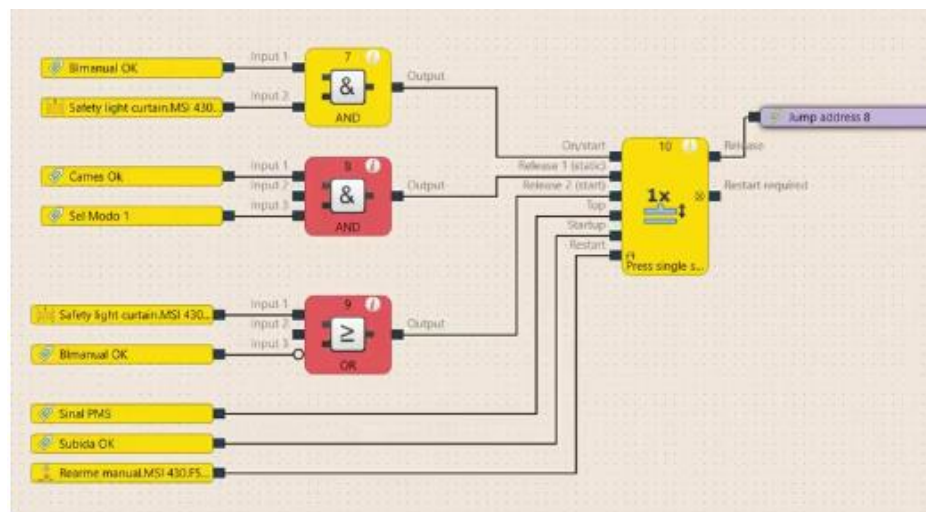 Input 1
7
Bimanual OK
&
Output
Input 2
Safety light curtain.MSI 430.
AND
Jump address 8
On/start
10
Release
Input 1
8
Release 1 (static)
Cames Ok
Input 2
&
Output
Release 2 (start)
1x
Restart required
Input 3
Top
Sel Modo 1
AND
Startup
Restart
Press single s...
Input 1
9
Safety light curtain.MSI 430...
Input 2
≥
Output
Input 3
Bimanual OK
OR
Sinal PMS
Subida OK
Rearme manual.MSI 430.F5...